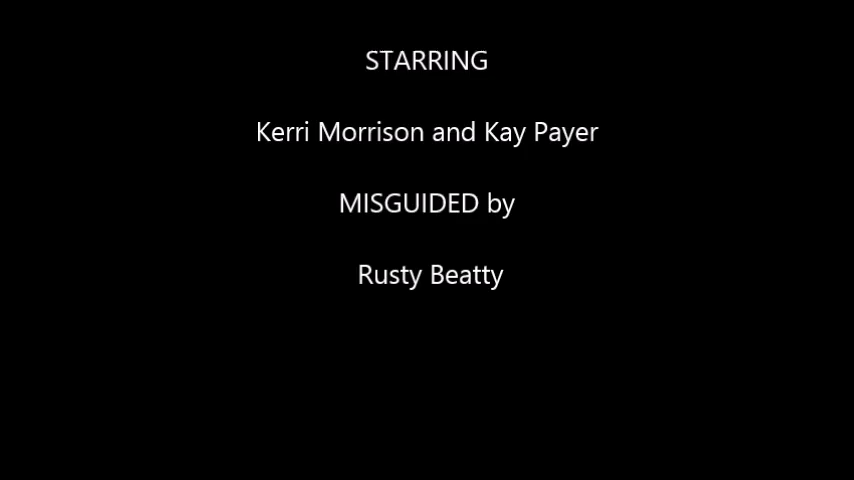 STARRING
Kerri Morrison and Kay Payer
MISGUIDED by
Rusty Beatty